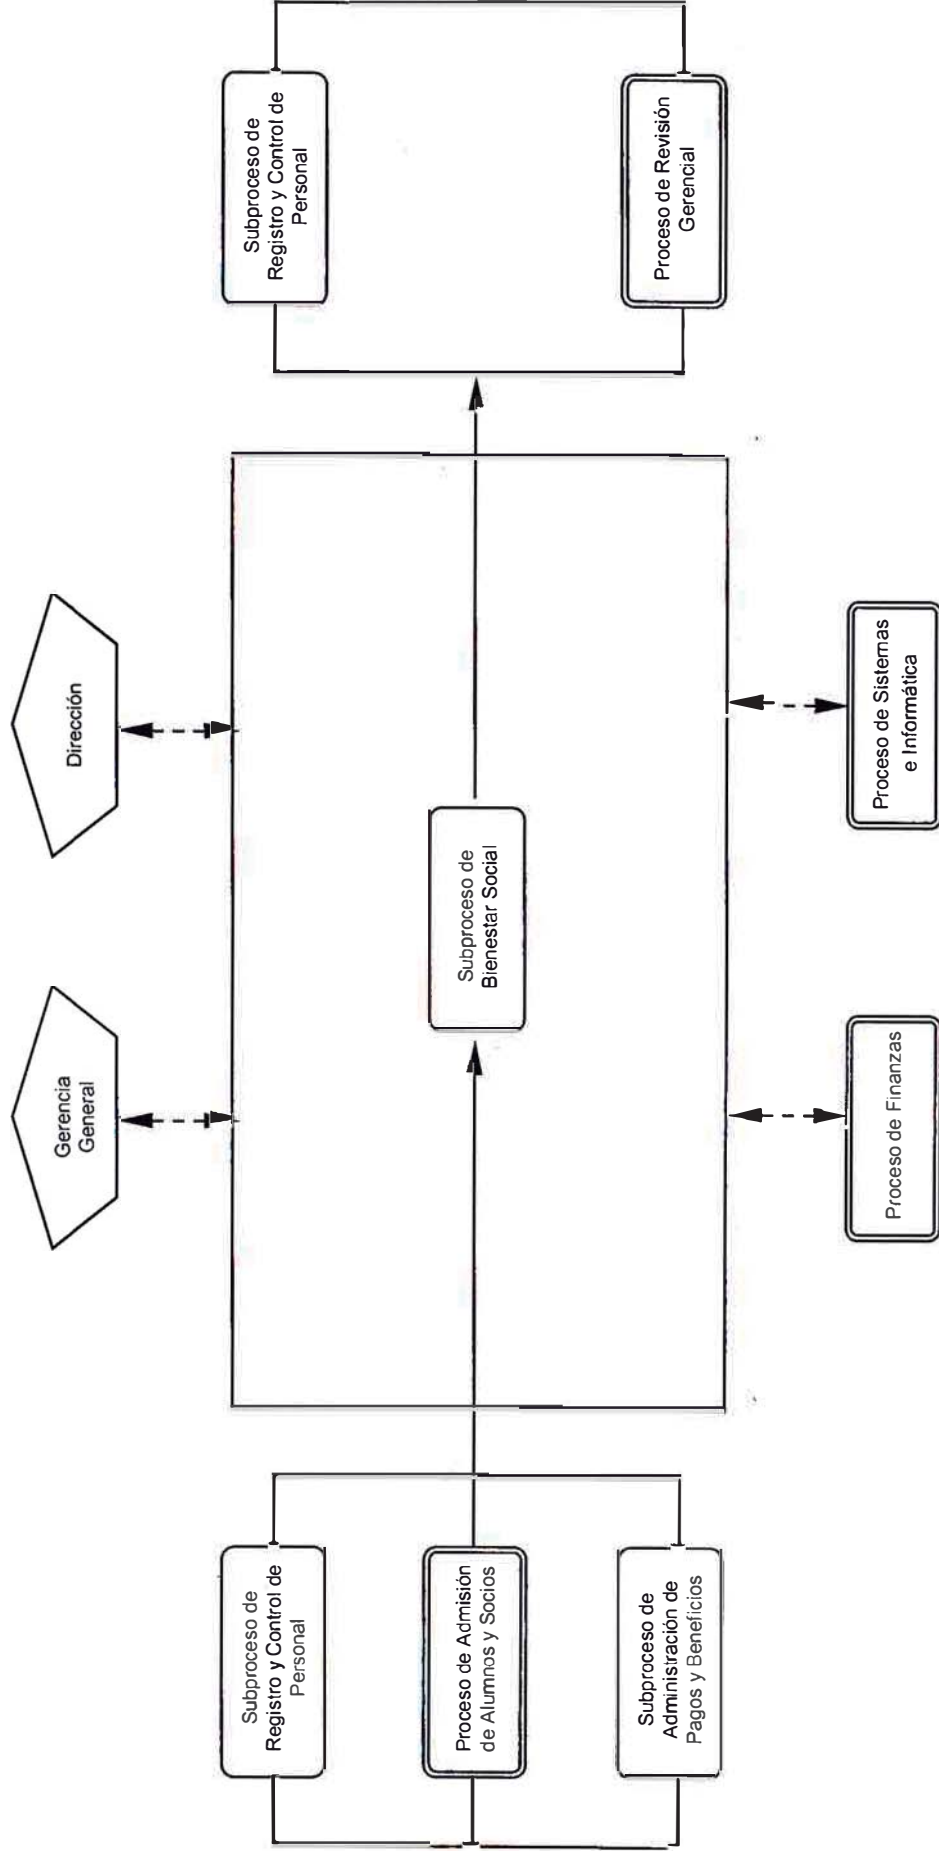 Gerencia
General
Dirección
Subproceso de
Registro y Control de
Personal
Proceso de Admisión
de Alumnos y Socios
Subproceso de
Administración de
Pagos y Beneficios
Subproceso de
Bienestar Social
Subproceso de
Registro y Control de
Personal
Proceso de Revisión
Gerencial
Proceso de Finanzas
Proceso de Sistemas
e Informática